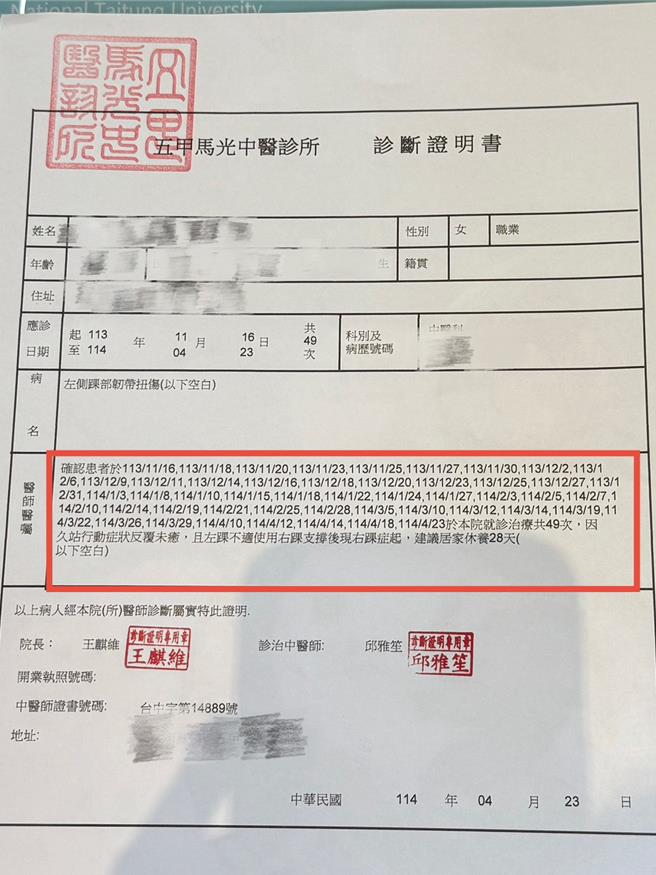 National Taitung University
五甲馬光中醫診所 診斷證明書
姓名 性別 女 職業
年齡 生 籍貫
住址
應診日期 起 113 年 11 月 16 日 至 114 04 23 共 49 次 科別及病歷號碼 中醫科
病名 左側踝部韌帶扭傷(以下空白)
醫師囑言
確認患者於113/11/16,113/11/18,113/11/20,113/11/23,113/11/25,113/11/27,113/11/30,113/12/2,113/1
2/6,113/12/9,113/12/11,113/12/14,113/12/16,113/12/18,113/12/20,113/12/23,113/12/25,113/12/27,113/1
2/31,114/1/3,114/1/8,114/1/10,114/1/15,114/1/18,114/1/22,114/1/24,114/1/27,114/2/3,114/2/5,114/2/7,1
14/2/10,114/2/14,114/2/19,114/2/21,114/2/25,114/2/28,114/3/5,114/3/10,114/3/12,114/3/14,114/3/19,11
4/3/22,114/3/26,114/3/29,114/4/10,114/4/12,114/4/14,114/4/18,114/4/23於本院就診治療共49次，因
久站行動症狀反覆未癒，且左踝不適使用右踝支撐後現右踝症起，建議居家休養28天(
以下空白)
以上病人經本院(所)醫師診斷屬實特此證明.
院長： 王麒維 診斷證明專用章 王麒維 診治中醫師: 邱雅笙 診斷證明專用章 邱雅笙
開業執照號碼:
中醫師證書號碼: 台中字第14889號
地址:
中華民國 114 年 04 月 23 日